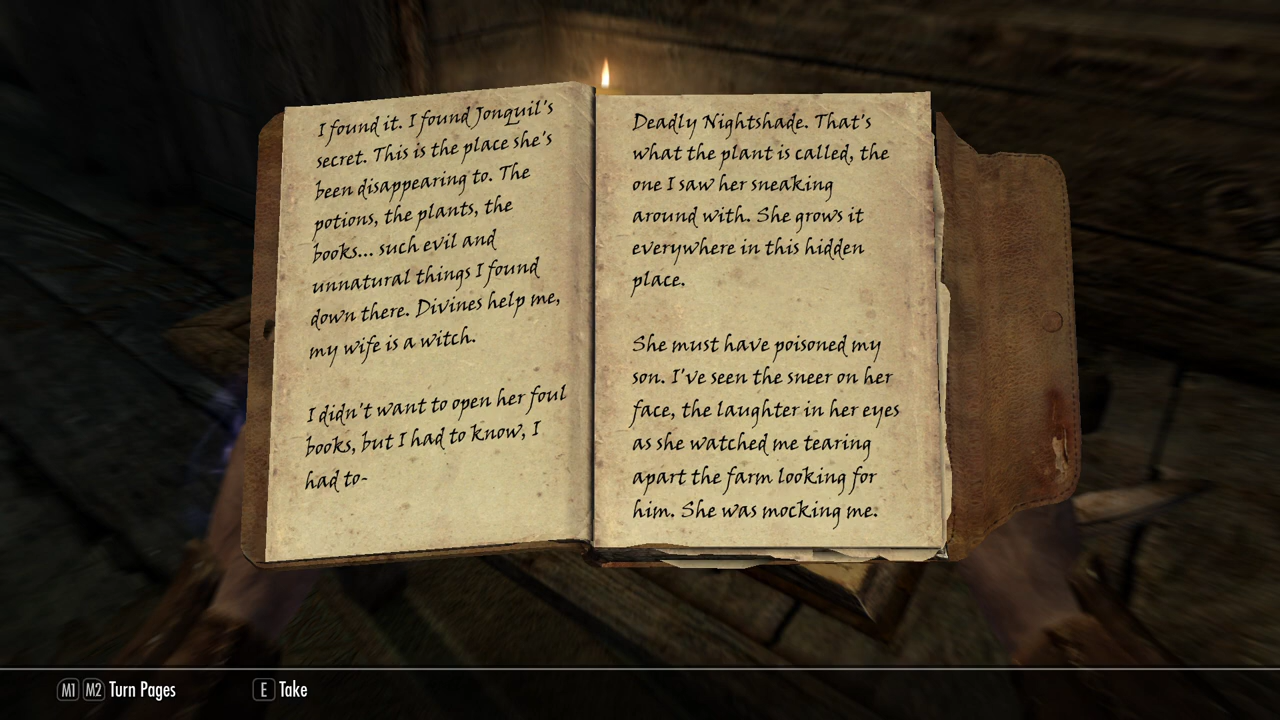 I found it. I found Jonquil's
secret. This is the place she's
been disappearing to. The
potions, the plants, the
books... such evil and
unnatural things I found
down there. Divines help me,
my wife is a witch.
I didn't want to open her foul
books, but I had to know, I
had to-
Deadly Nightshade. That's
what the plant is called, the
one I saw her sneaking
around with. She grows it
everywhere in this hidden
place.
She must have poisoned my
son. I've seen the sneer on her
face, the laughter in her eyes
as she watched me tearing
apart the farm looking for
him. She was mocking me.
M1 M2 Turn Pages
E Take